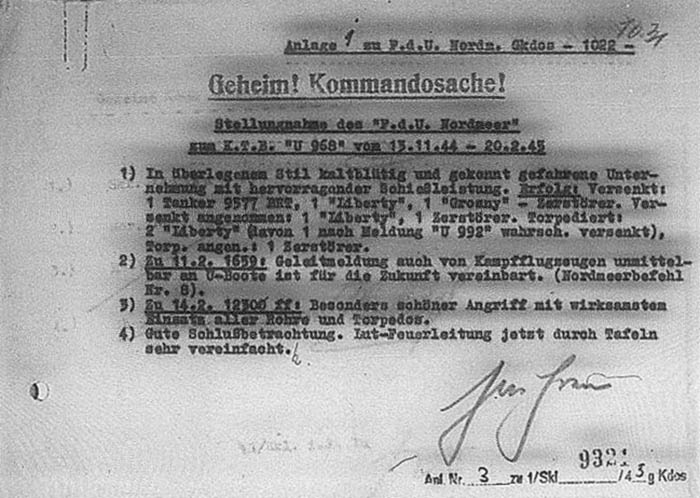 10.3
Anlage 1 zu F.d.U. Nordm. Gkdos - 1022 -
Geheim! Kommandosache!
Stellungnahme des "F.d.U. Nordmeer"
zum K.T.B. "U 968" vom 13.11.44 - 20.2.45
1) In überlegenem Stil kaltblütig und gekonnt gefahrene Unter-
nehmung mit hervorragender Schießleistung. Erfolg: Versenkt:
1 Tanker 9577 BRT, 1 "Liberty", 1 "Grosny" - Zerstörer. Ver-
senkt angenommen: 1 "Liberty", 1 Zerstörer. Torpediert:
2 "Liberty" (davon 1 nach Meldung "U 992" wahrsch. versenkt),
Torp. angen.: 1 Zerstörer.
2) Zu 11.2. 1659: Geleitmeldung auch von Kampfflugzeugen unmittel-
bar an U-Boote ist für die Zukunft vereinbart. (Nordmeerbefehl
Nr. 8).
3) Zu 14.2. ff: Besonders schöner Angriff mit wirksamstem
Einsatz aller Rohre und Torpedos.
4) Gute Schlußbetrachtung. Lut-Feuerleitung jetzt durch Tafeln
sehr vereinfacht.
Anl. Nr. 3 zu 1/Skl 9321/43 g Kdos